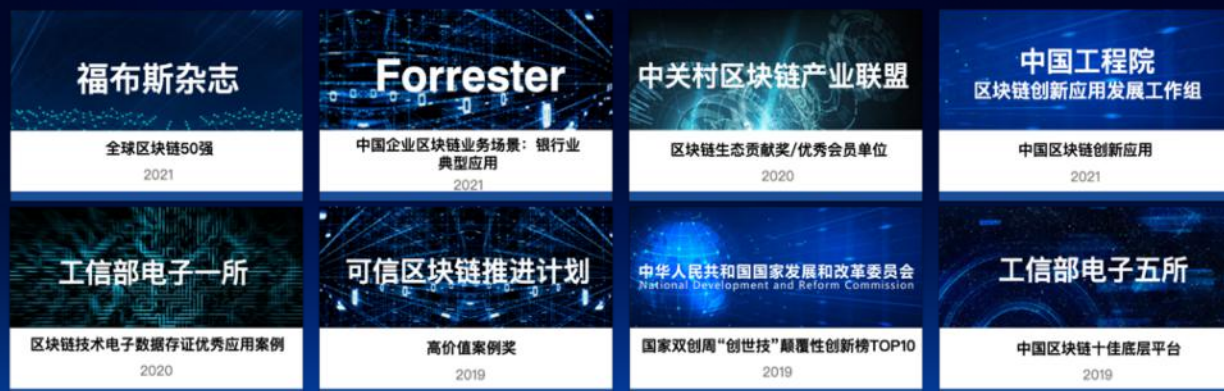 福布斯杂志
全球区块链50强
2021
Forrester
中国企业区块链业务场景：银行业
典型应用
2021
中关村区块链产业联盟
区块链生态贡献奖/优秀会员单位
2020
中国工程院
区块链创新应用发展工作组
中国区块链创新应用
2021
工信部电子一所
区块链技术电子数据存证优秀应用案例
2020
可信区块链推进计划
高价值案例奖
2019
中华人民共和国国家发展和改革委员会
National Development and Reform Commission
国家双创周“创世技”颠覆性创新榜TOP10
2019
工信部电子五所
中国区块链十佳底层平台
2019